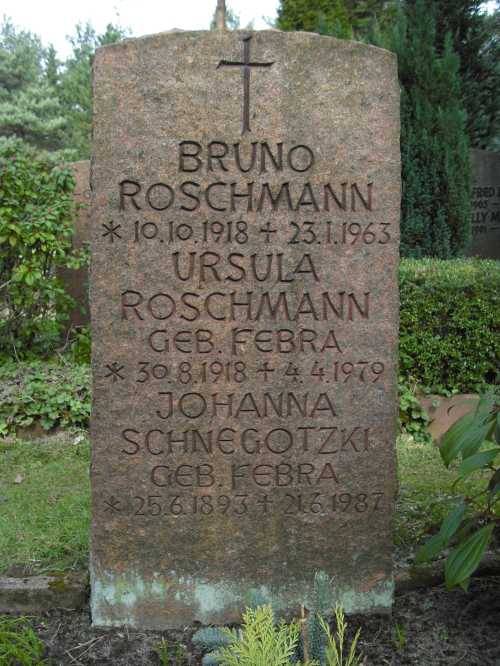 BRUNO
ROSCHMANN
* 10.10.1918 + 23.1.1963
URSULA
ROSCHMANN
GEB. FEBRA
* 30.8.1918 + 4.4.1979
JOHANNA
SCHNEGOTZKI
GEB. FEBRA
* 25.6.1893 + 21.6.1987